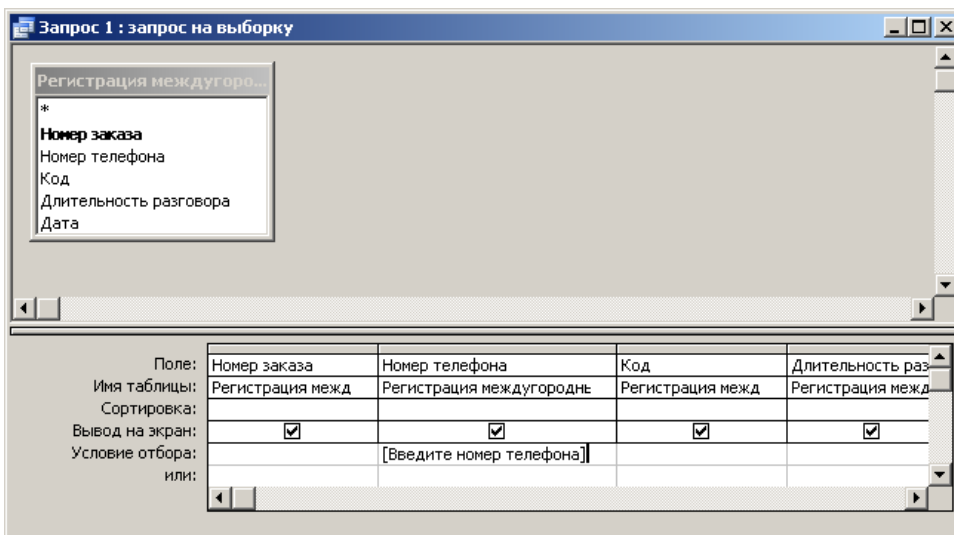 Запрос 1 : запрос на выборку
Регистрация междугоро...
*
Номер заказа
Номер телефона
Код
Длительность разговора
Дата
Поле: Номер заказа Номер телефона Код Длительность раз
Имя таблицы: Регистрация межд Регистрация междугороднь Регистрация межд Регистрация межд
Сортировка:
Вывод на экран:
Условие отбора: [Введите номер телефона]
или: